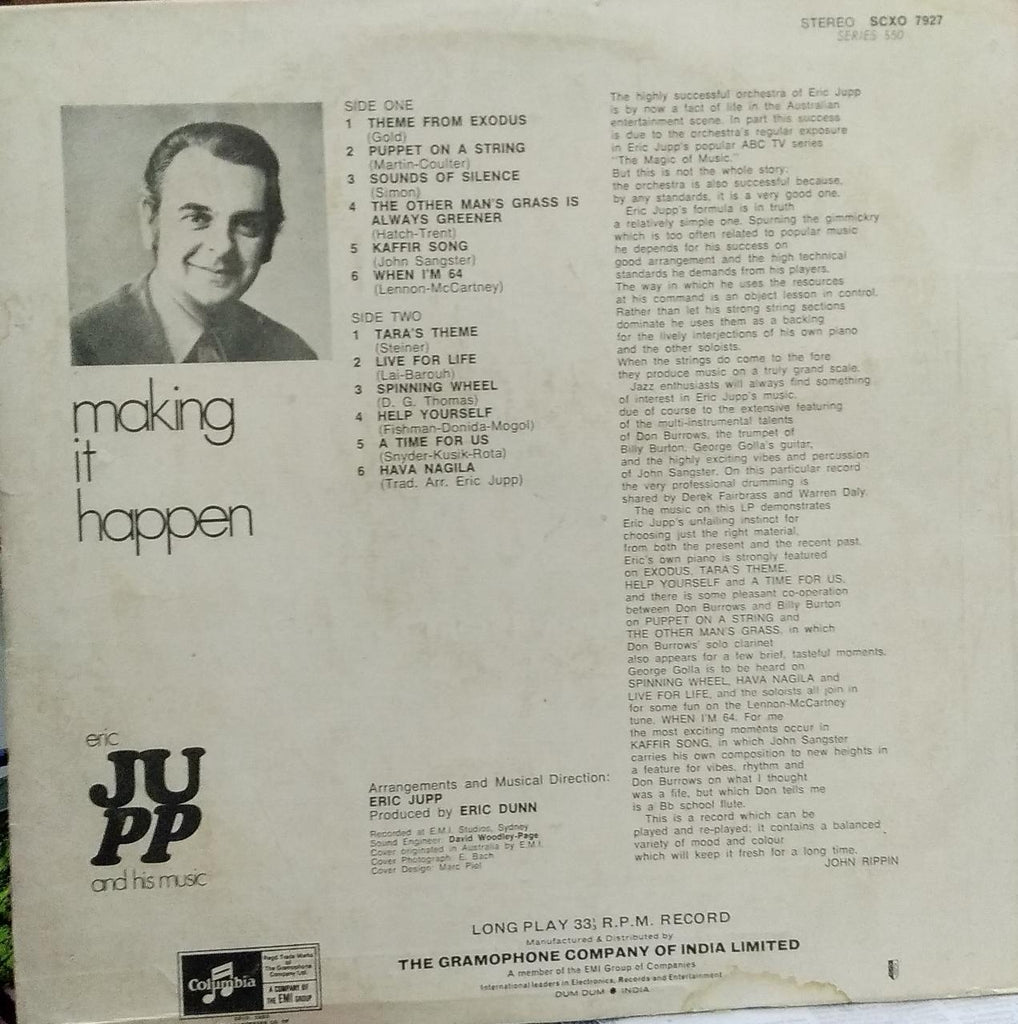 STEREO SCXO 7927
SERIES 550
SIDE ONE
1 THEME FROM EXODUS
(Gold)
2 PUPPET ON A STRING
(Martin-Coulter)
3 SOUNDS OF SILENCE
(Simon)
4 THE OTHER MAN'S GRASS IS
ALWAYS GREENER
(Hatch-Trent)
5 KAFFIR SONG
(John Sangster)
6 WHEN I'M 64
(Lennon-McCartney)
SIDE TWO
1 TARA'S THEME
(Steiner)
2 LIVE FOR LIFE
(Lai-Barouh)
3 SPINNING WHEEL
(D. G. Thomas)
4 HELP YOURSELF
(Fishman-Donida-Mogol)
5 A TIME FOR US
(Snyder-Kusik-Rota)
6 HAVA NAGILA
(Trad. Arr. Eric Jupp)
The highly successful orchestra of Eric Jupp
is by now a fact of life in the Australian
entertainment scene. In part this success
is due to the orchestra's regular exposure
in Eric Jupp's popular ABC TV series
"The Magic of Music."
But this is not the whole story;
the orchestra is also successful because,
by any standards, it is a very good one.
Eric Jupp's formula is in truth
a relatively simple one. Spurning the gimmickry
which is too often related to popular music
he depends for his success on
good arrangement and the high technical
standards he demands from his players.
The way in which he uses the resources
at his command is an object lesson in control.
Rather than let his strong string sections
dominate he uses them as a backing
for the lively interjections of his own piano
and the other soloists.
When the strings do come to the fore
they produce music on a truly grand scale.
Jazz enthusiasts will always find something
of interest in Eric Jupp's music,
due of course to the extensive featuring
of the multi-instrumental talents
of Don Burrows, the trumpet of
Billy Burton, George Golla's guitar,
and the highly exciting vibes and percussion
of John Sangster. On this particular record
the very professional drumming is
shared by Derek Fairbrass and Warren Daly.
The music on this LP demonstrates
Eric Jupp's unfailing instinct for
choosing just the right material,
from both the present and the recent past.
Eric's own piano is strongly featured
on EXODUS, TARA'S THEME,
HELP YOURSELF and A TIME FOR US,
and there is some pleasant co-operation
between Don Burrows and Billy Burton
on PUPPET ON A STRING and
THE OTHER MAN'S GRASS, in which
Don Burrows' solo clarinet
also appears for a few brief, tasteful moments.
George Golla is to be heard on
SPINNING WHEEL, HAVA NAGILA and
LIVE FOR LIFE, and the soloists all join in
for some fun on the Lennon-McCartney
tune, WHEN I'M 64. For me
the most exciting moments occur in
KAFFIR SONG, in which John Sangster
carries his own composition to new heights in
a feature for vibes, rhythm and
Don Burrows on what I thought
was a fife, but which Don tells me
is a Bb school flute.
This is a record which can be
played and re-played; it contains a balanced
variety of mood and colour
which will keep it fresh for a long time.
JOHN RIPPIN
making
it
happen
eric
JU
PP
and his music
Arrangements and Musical Direction:
ERIC JUPP
Produced by ERIC DUNN
Recorded at E.M.I. Studios, Sydney
Sound Engineer: David Woodley-Page
Cover originated in Australia by E.M.I.
Cover Photograph: E. Bach
Cover Design: Marc Piel
LONG PLAY 33⅓ R.P.M. RECORD
Manufactured & Distributed by
THE GRAMOPHONE COMPANY OF INDIA LIMITED
A member of the EMI Group of Companies
International leaders in Electronics, Records and Entertainment
DUM DUM ● INDIA
Columbia
Regd. Trade Marks
of The Gramophone
Company Ltd.
A COMPANY OF
THE EMI GROUP